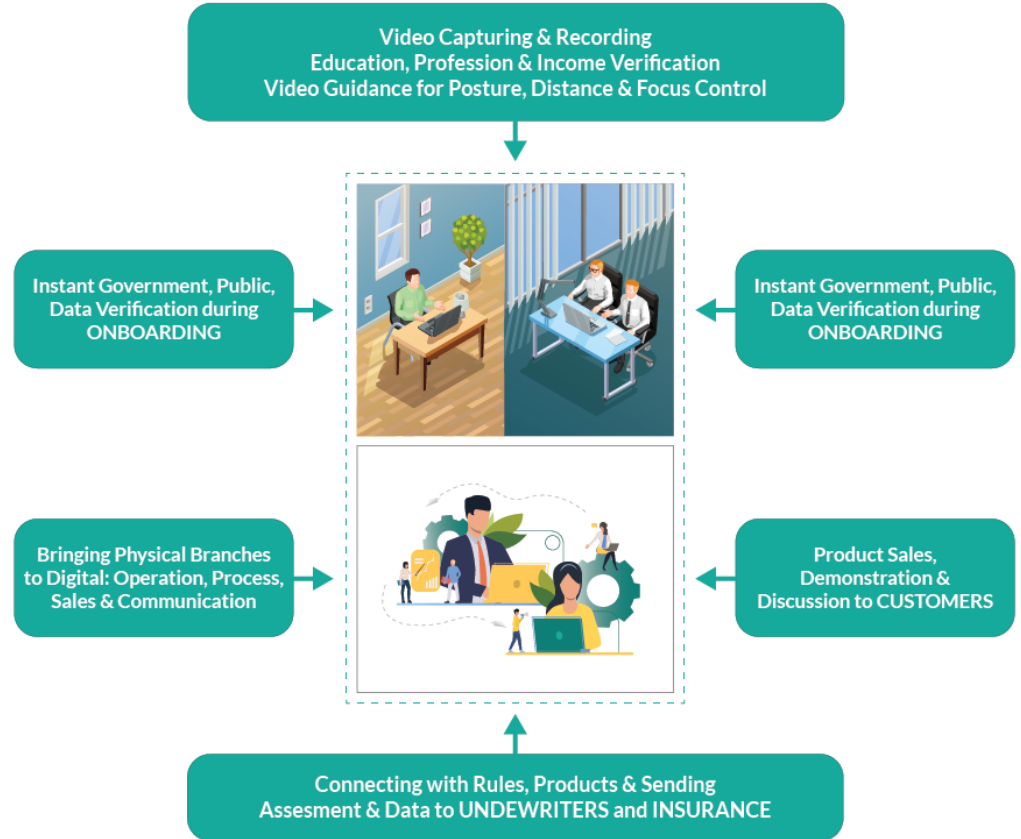 Video Capturing & Recording
Education, Profession & Income Verification
Video Guidance for Posture, Distance & Focus Control
Instant Government, Public,
Data Verification during
ONBOARDING
Instant Government, Public,
Data Verification during
ONBOARDING
Bringing Physical Branches
to Digital: Operation, Process,
Sales & Communication
Product Sales,
Demonstration &
Discussion to CUSTOMERS
Connecting with Rules, Products & Sending
Assesment & Data to UNDEWRITERS and INSURANCE